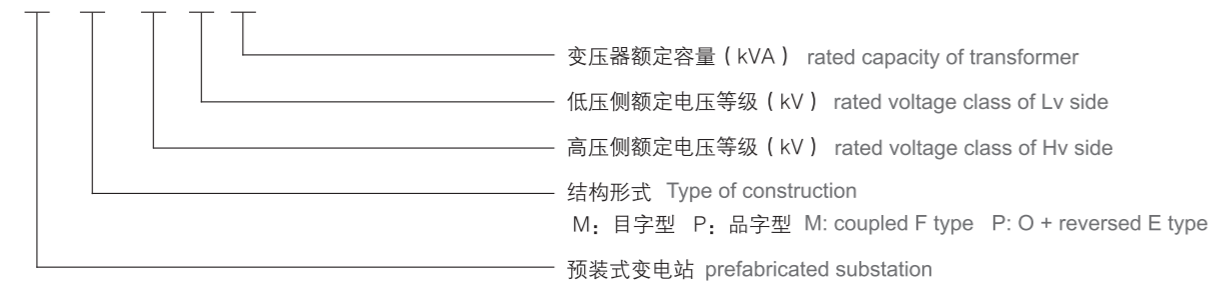 变压器额定容量（kVA） rated capacity of transformer
低压侧额定电压等级（kV） rated voltage class of Lv side
高压侧额定电压等级（kV） rated voltage class of Hv side
结构形式 Type of construction
M：目字型 P：品字型 M: coupled F type P: O + reversed E type
预装式变电站 prefabricated substation